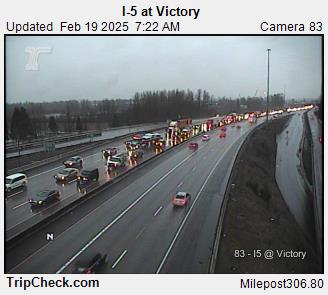 I-5 at Victory
Updated  Feb 19 2025  7:22 AM
Camera 83
N
83 - I5 @ Victory
TripCheck.com
Milepost306.80